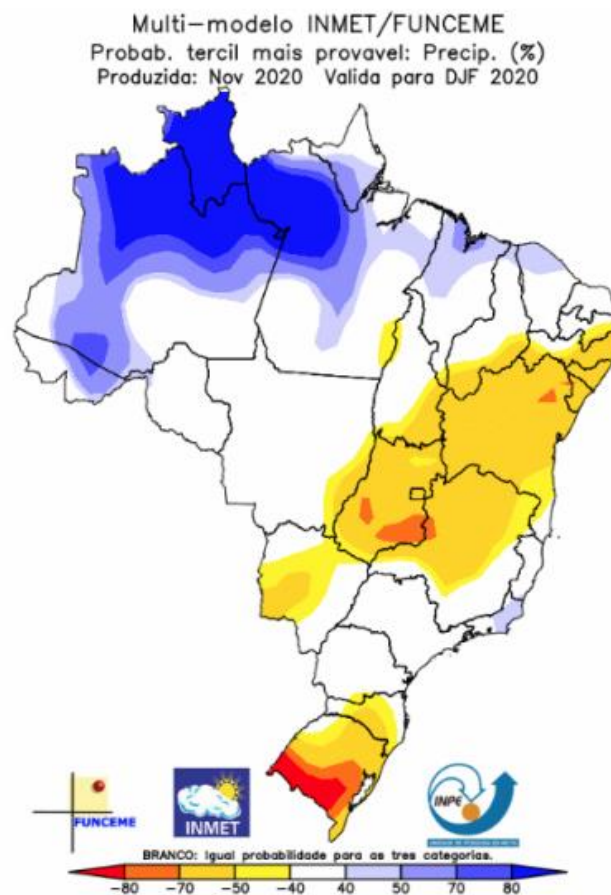 Multi-modelo INMET/FUNCEME
Probab. tercil mais provavel: Precip. (%)
Produzida: Nov 2020 Valida para DJF 2020
FUNCEME
INMET
INPE
BRANCO: Igual probabilidade para as tres categorias.
-80 -70 -50 -40 40 50 70 80